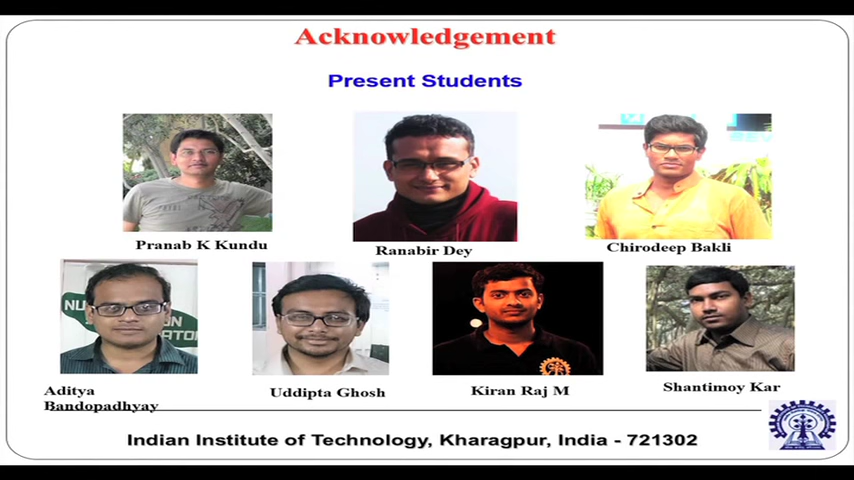 Acknowledgement
Present Students
Pranab K Kundu
Ranabir Dey
Chirodeep Bakli
Aditya
Bandopadhyay
Uddipta Ghosh
Kiran Raj M
Shantimoy Kar
Indian Institute of Technology, Kharagpur, India - 721302